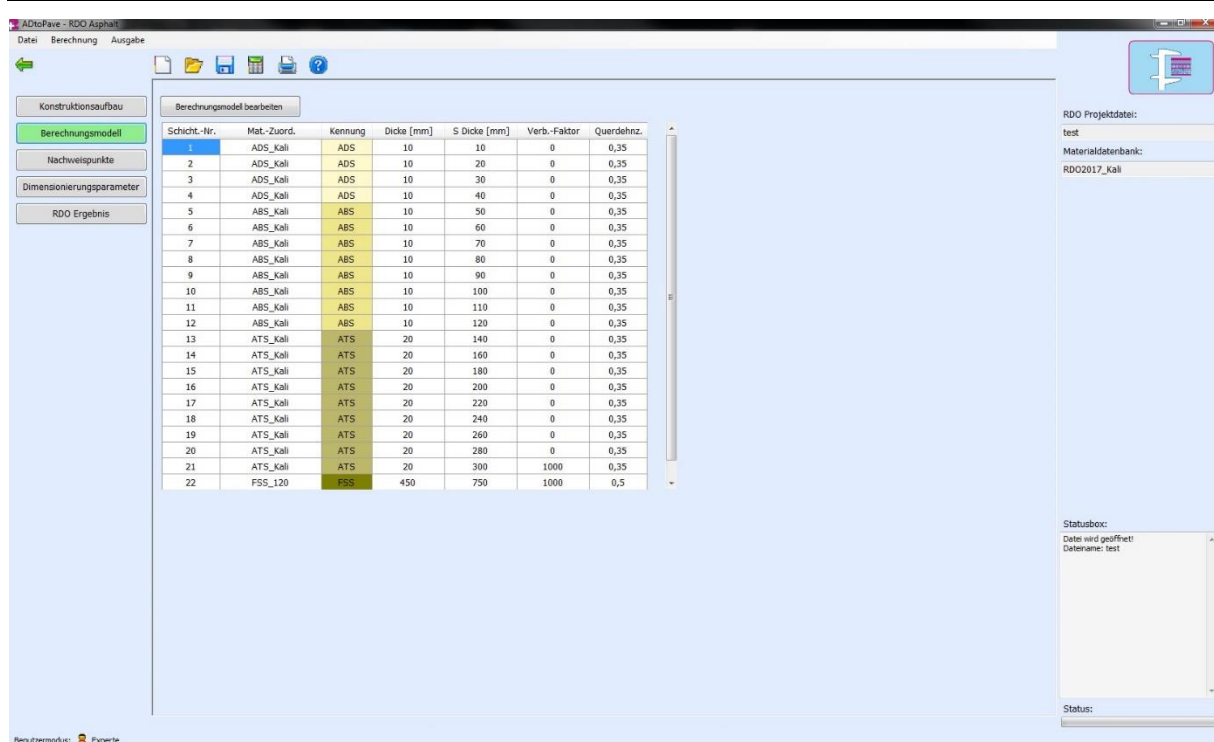 ADtoPave - RDO Asphalt
Datei Berechnung Ausgabe
Konstruktionsaufbau
Berechnungsmodell
Nachweispunkte
Dimensionierungsparameter
RDO Ergebnis
Berechnungsmodell bearbeiten
Schicht.-Nr. Mat.-Zuord. Kennung Dicke [mm] S Dicke [mm] Verb.-Faktor Querdehnz.
1 ADS_Kali ADS 10 10 0 0,35
2 ADS_Kali ADS 10 20 0 0,35
3 ADS_Kali ADS 10 30 0 0,35
4 ADS_Kali ADS 10 40 0 0,35
5 ABS_Kali ABS 10 50 0 0,35
6 ABS_Kali ABS 10 60 0 0,35
7 ABS_Kali ABS 10 70 0 0,35
8 ABS_Kali ABS 10 80 0 0,35
9 ABS_Kali ABS 10 90 0 0,35
10 ABS_Kali ABS 10 100 0 0,35
11 ABS_Kali ABS 10 110 0 0,35
12 ABS_Kali ABS 10 120 0 0,35
13 ATS_Kali ATS 20 140 0 0,35
14 ATS_Kali ATS 20 160 0 0,35
15 ATS_Kali ATS 20 180 0 0,35
16 ATS_Kali ATS 20 200 0 0,35
17 ATS_Kali ATS 20 220 0 0,35
18 ATS_Kali ATS 20 240 0 0,35
19 ATS_Kali ATS 20 260 0 0,35
20 ATS_Kali ATS 20 280 0 0,35
21 ATS_Kali ATS 20 300 1000 0,35
22 FSS_120 FSS 450 750 1000 0,5
RDO Projektdatei:
test
Materialdatenbank:
RDO2017_Kali
Statusbox:
Datei wird geöffnet!
Dateiname: test
Status:
Benutzermodus: Experte